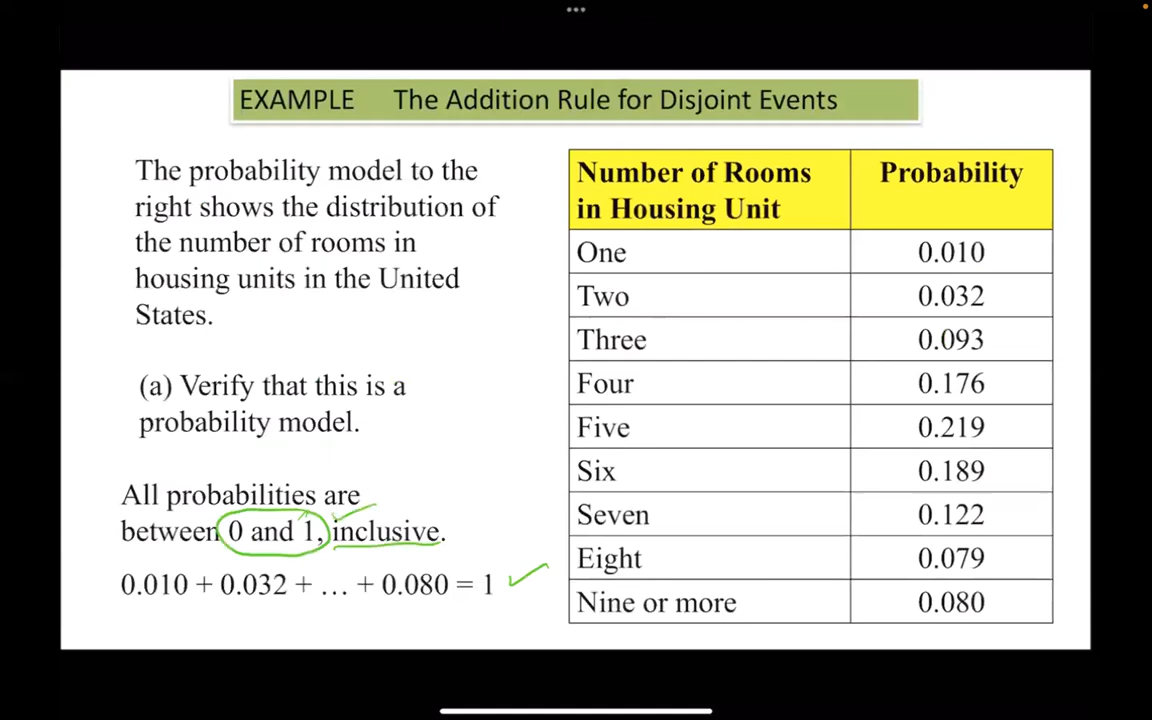 EXAMPLE The Addition Rule for Disjoint Events
The probability model to the
right shows the distribution of
the number of rooms in
housing units in the United
States.
(a) Verify that this is a
probability model.
All probabilities are
between 0 and 1, inclusive.
0.010 + 0.032 + … + 0.080 = 1
Number of Rooms
in Housing Unit
Probability
One 0.010
Two 0.032
Three 0.093
Four 0.176
Five 0.219
Six 0.189
Seven 0.122
Eight 0.079
Nine or more 0.080